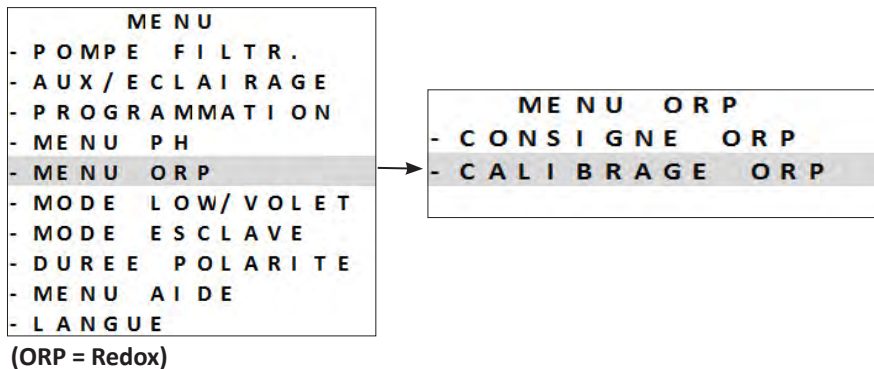 MENU
- POMPE FILTR.
- AUX/ECLAIRAGE
- PROGRAMMATION
- MENU PH
- MENU ORP
- MODE LOW/VOLET
- MODE ESCLAVE
- DUREE POLARITE
- MENU AIDE
- LANGUE
(ORP = Redox)
MENU ORP
- CONSIGNE ORP
- CALIBRAGE ORP